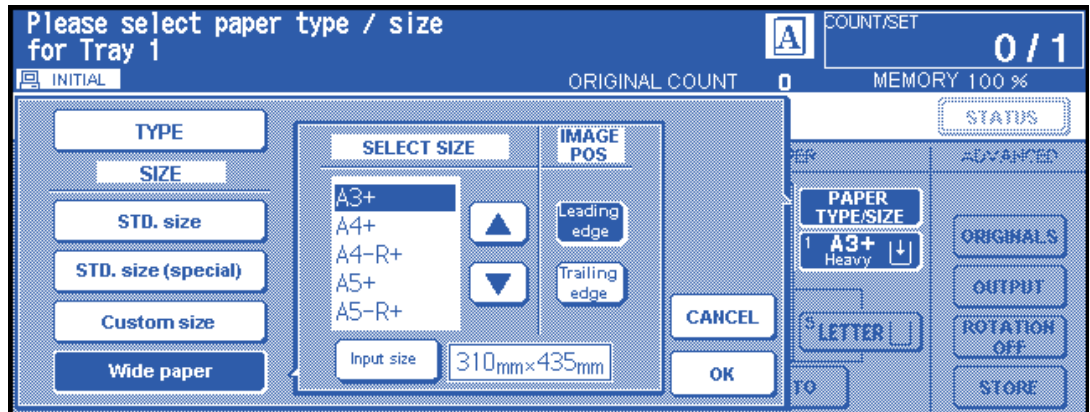 Please select paper type / size
for Tray 1
INITIAL
ORIGINAL COUNT 0
A
COUNT/SET
0 / 1
MEMORY 100 %
TYPE
SIZE
STD. size
STD. size (special)
Custom size
Wide paper
SELECT SIZE
A3+
A4+
A4-R+
A5+
A5-R+
Input size
310mm×435mm
IMAGE
POS
Leading
edge
Trailing
edge
CANCEL
OK
STATUS
PER
PAPER
TYPE/SIZE
1 A3+
Heavy
5 LETTER
TO
ADVANCED
ORIGINALS
OUTPUT
ROTATION
OFF
STORE